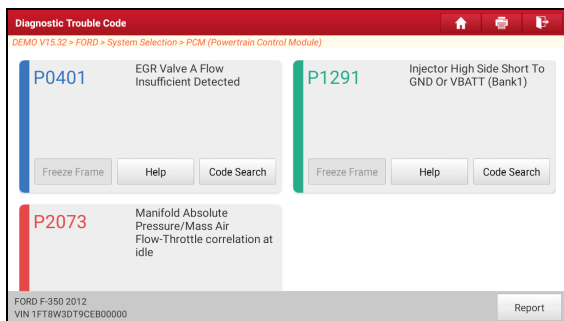 Diagnostic Trouble Code
DEMO V15.32 > FORD > System Selection > PCM (Powertrain Control Module)
P0401
EGR Valve A Flow
Insufficient Detected
Freeze Frame
Help
Code Search
P1291
Injector High Side Short To
GND Or VBATT (Bank1)
Freeze Frame
Help
Code Search
P2073
Manifold Absolute
Pressure/Mass Air
Flow-Throttle correlation at
idle
FORD F-350 2012
VIN 1FT8W3DT9CEB00000
Report